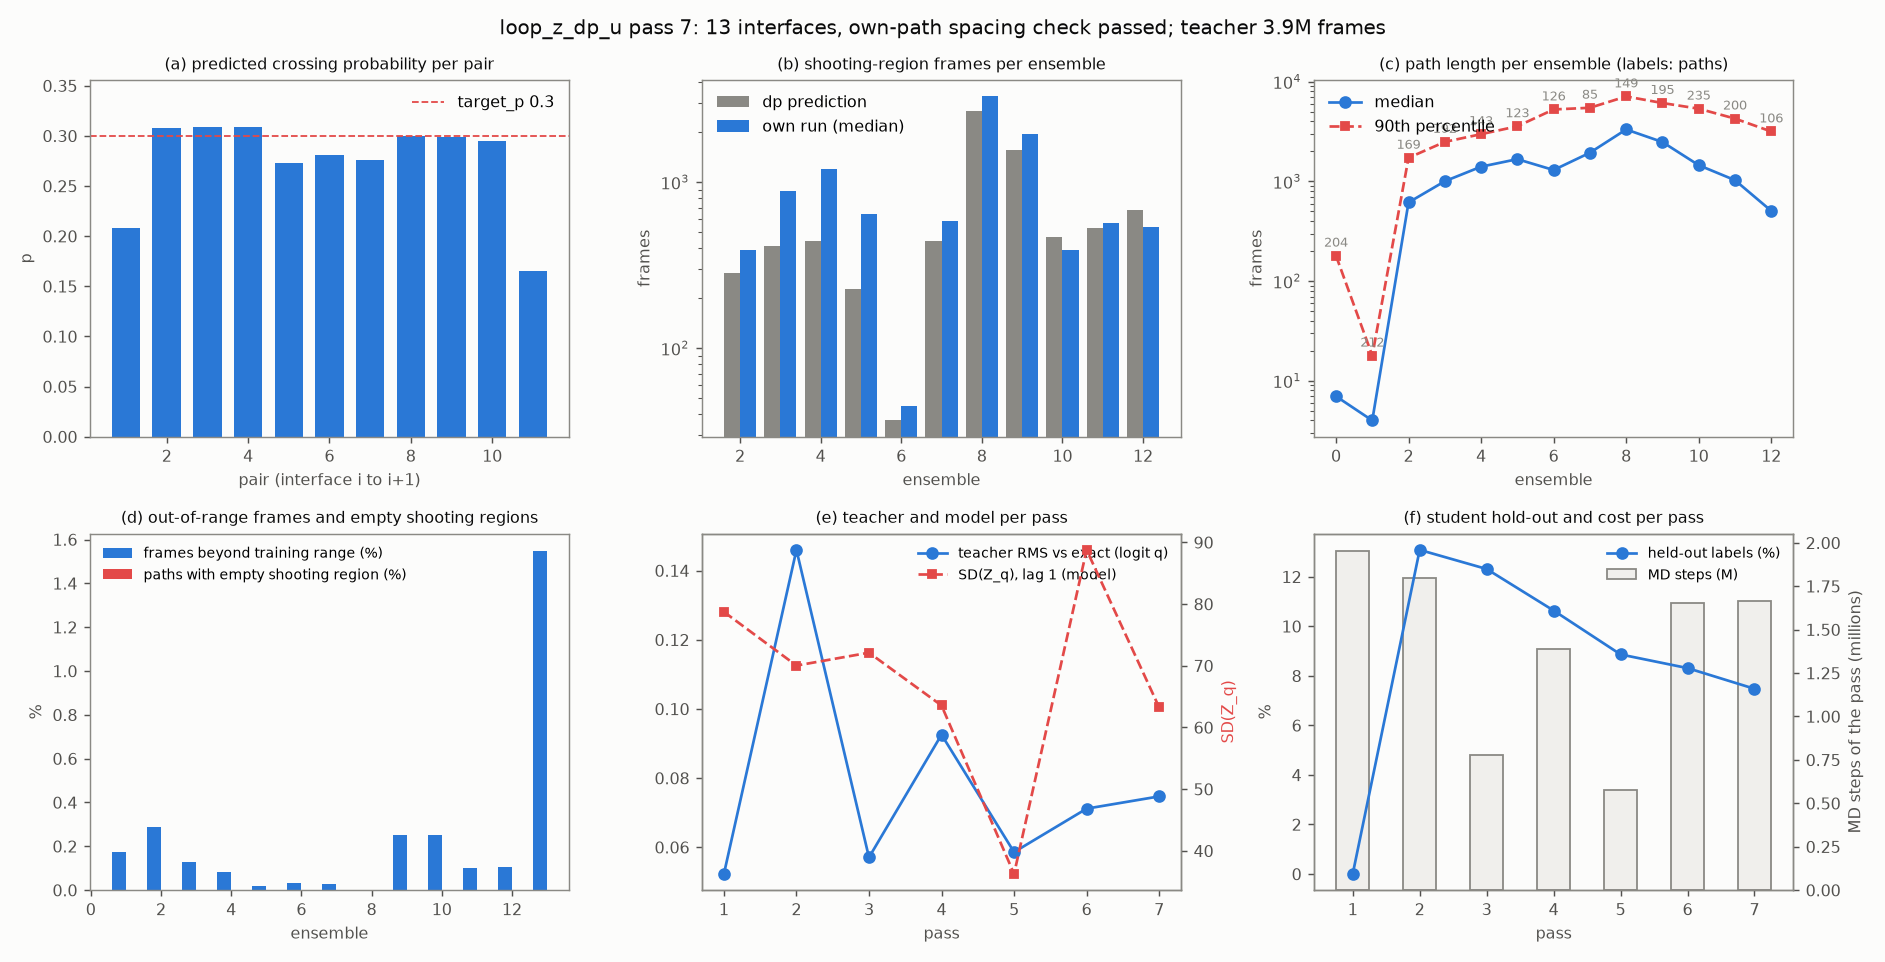 loop_z_dp_u pass 7: 13 interfaces, own-path spacing check passed; teacher 3.9M frames
(a) predicted crossing probability per pair
target_p 0.3
0.35
0.30
0.25
0.20
0.15
0.10
0.05
0.00
p
2 4 6 8 10
pair (interface i to i+1)
(b) shooting-region frames per ensemble
dp prediction
own run (median)
10³
10²
frames
2 4 6 8 10 12
ensemble
(c) path length per ensemble (labels: paths)
median
90th percentile
10⁴
10³
10²
10¹
frames
204
212
169
143
123
126
85
149
195
235
200
106
0 2 4 6 8 10 12
ensemble
(d) out-of-range frames and empty shooting regions
frames beyond training range (%)
paths with empty shooting region (%)
1.6
1.4
1.2
1.0
0.8
0.6
0.4
0.2
0.0
%
0 2 4 6 8 10 12
ensemble
(e) teacher and model per pass
teacher RMS vs exact (logit q)
SD(Z_q), lag 1 (model)
0.14
0.12
0.10
0.08
0.06
90
80
70
60
50
40
SD(Z_q)
1 2 3 4 5 6 7
pass
(f) student hold-out and cost per pass
held-out labels (%)
MD steps (M)
12
10
8
6
4
2
0
%
2.00
1.75
1.50
1.25
1.00
0.75
0.50
0.25
0.00
MD steps of the pass (millions)
1 2 3 4 5 6 7
pass